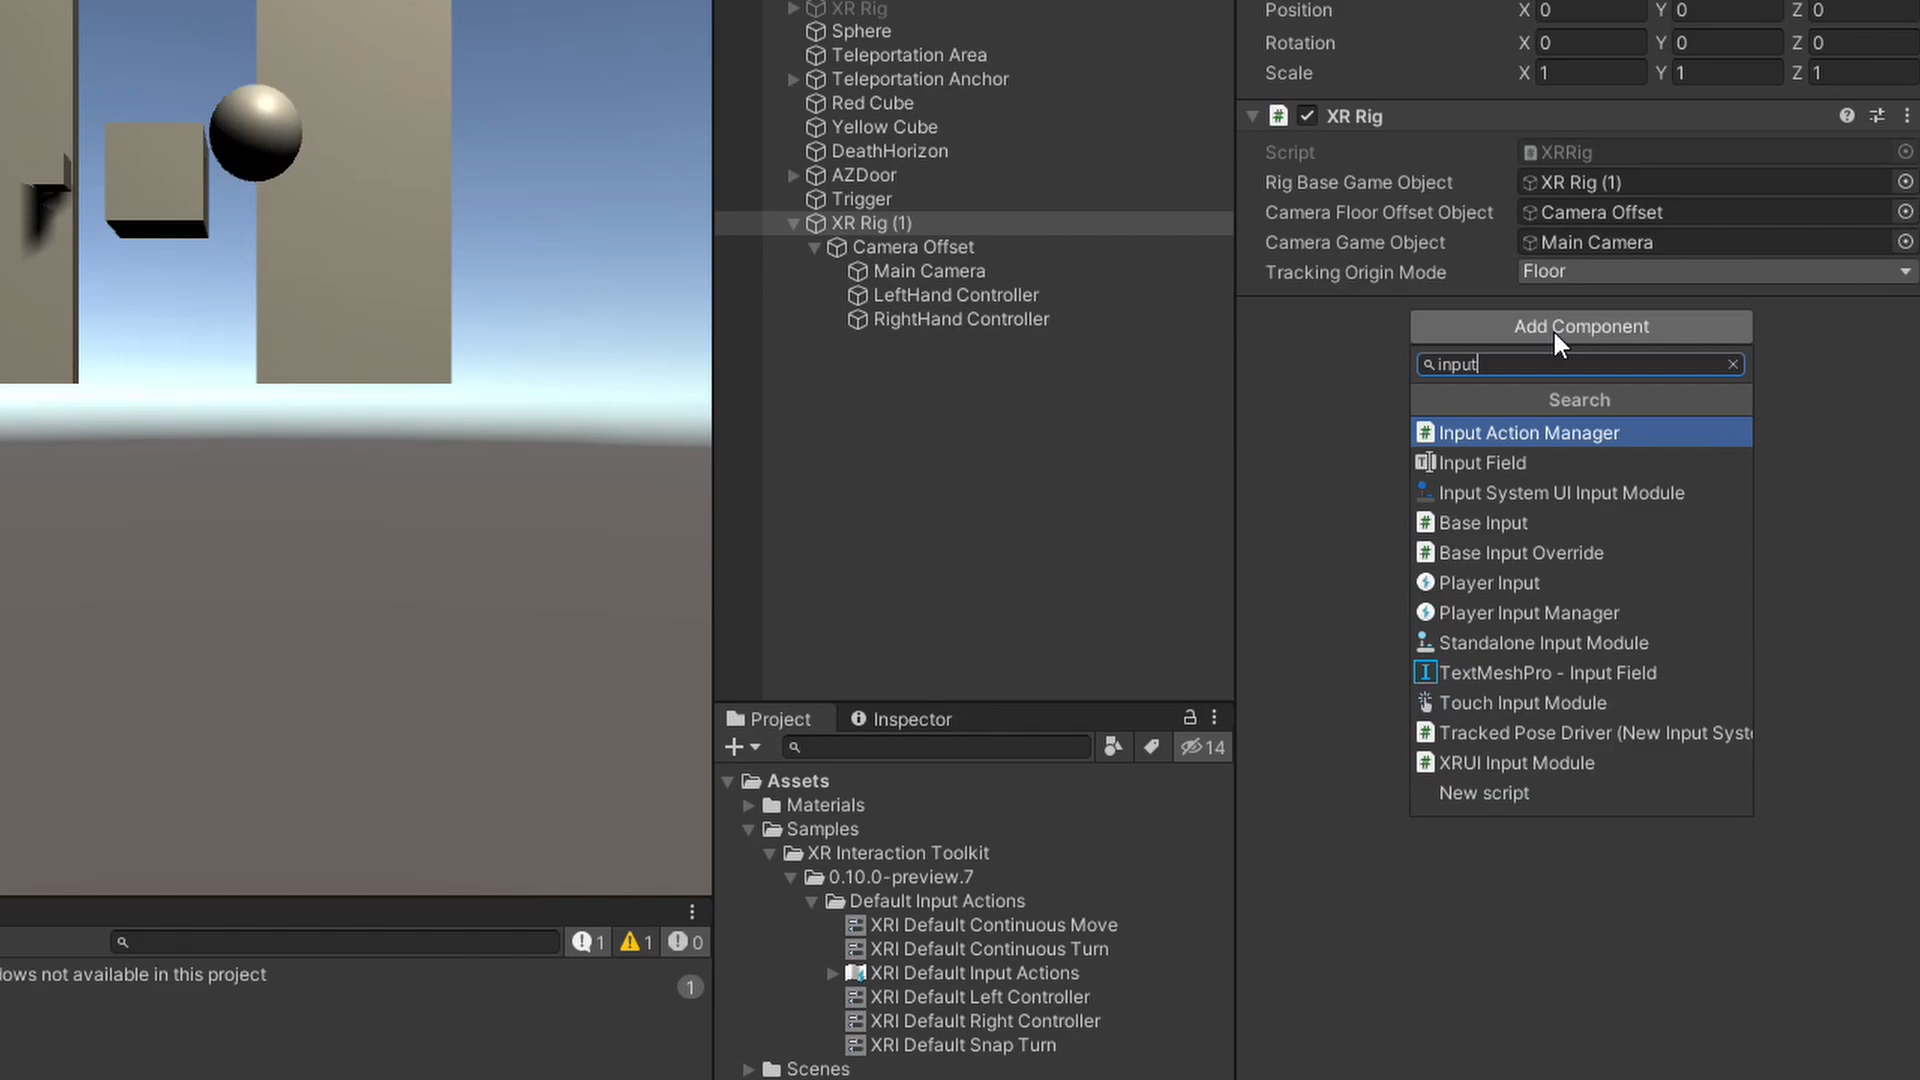 XR Rig
Sphere
Teleportation Area
Teleportation Anchor
Red Cube
Yellow Cube
DeathHorizon
AZDoor
Trigger
XR Rig (1)
Camera Offset
Main Camera
LeftHand Controller
RightHand Controller
Position X 0 Y 0 Z 0
Rotation X 0 Y 0 Z 0
Scale X 1 Y 1 Z 1
# XR Rig
Script XRRig
Rig Base Game Object XR Rig (1)
Camera Floor Offset Object Camera Offset
Camera Game Object Main Camera
Tracking Origin Mode Floor
Add Component
input
Search
Input Action Manager
Input Field
Input System UI Input Module
Base Input
Base Input Override
Player Input
Player Input Manager
Standalone Input Module
TextMeshPro - Input Field
Touch Input Module
Tracked Pose Driver (New Input Syst
XRUI Input Module
New script
Project Inspector
14
Assets
Materials
Samples
XR Interaction Toolkit
0.10.0-preview.7
Default Input Actions
XRI Default Continuous Move
XRI Default Continuous Turn
XRI Default Input Actions
XRI Default Left Controller
XRI Default Right Controller
XRI Default Snap Turn
Scenes
1 1 0
lows not available in this project
1